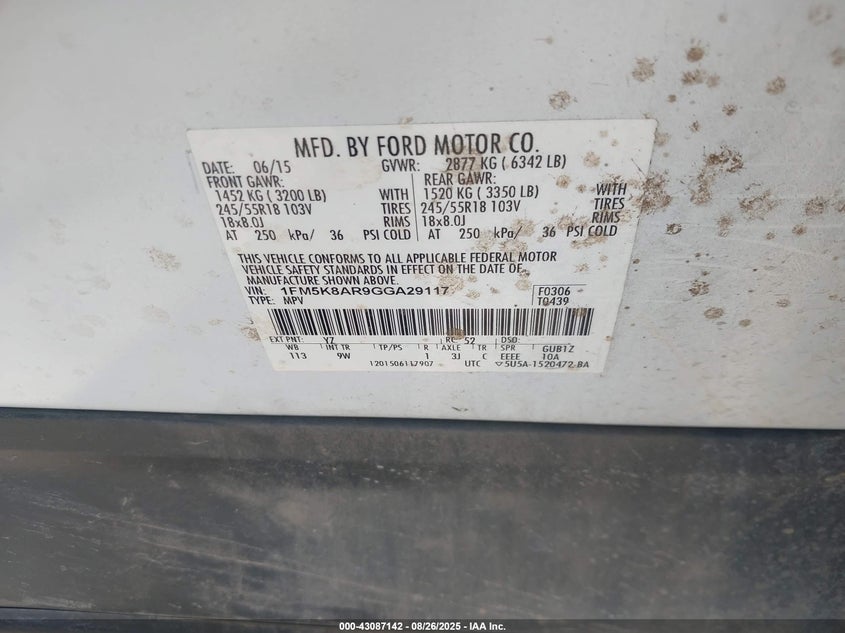 MFD. BY FORD MOTOR CO.
DATE: 06/15 GVWR: 2877 KG ( 6342 LB)
FRONT GAWR: REAR GAWR:
1452 KG ( 3200 LB) WITH 1520 KG ( 3350 LB) WITH
245/55R18 103V TIRES 245/55R18 103V TIRES
18x8.0J RIMS 18x8.0J RIMS
AT 250 kPa/ 36 PSI COLD AT 250 kPa/ 36 PSI COLD
THIS VEHICLE CONFORMS TO ALL APPLICABLE FEDERAL MOTOR
VEHICLE SAFETY STANDARDS IN EFFECT ON THE DATE OF
MANUFACTURE SHOWN ABOVE.
VIN: 1FM5K8AR9GGA29117 F0306
TYPE: MPV T0439
EXT PNT: YZ RC: 52 DSO:
WB INT TR TP/PS R AXLE TR SPR GUB1Z
113 9W 1 3J C EEEE 10A
1201506117907 UTC ▽5U5A-1520472-BA
000-43087142 - 08/26/2025 - IAA Inc.